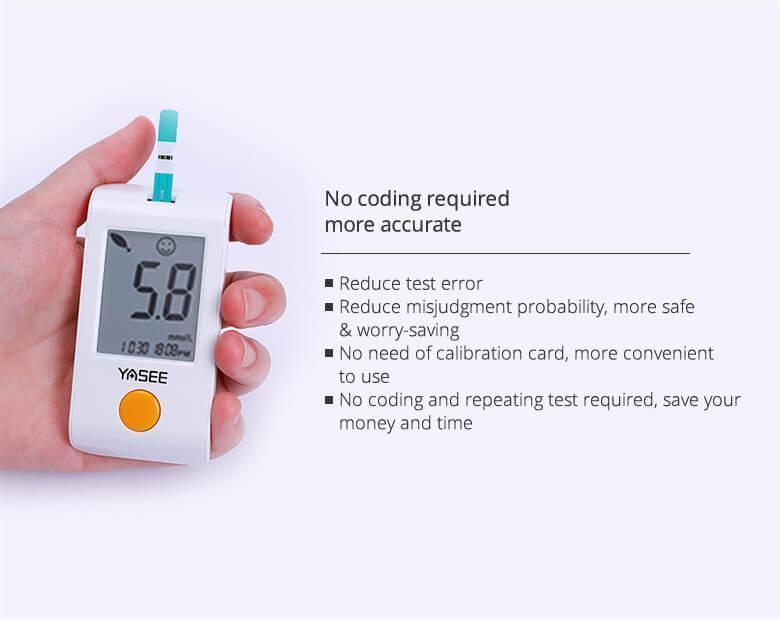 No coding required
more accurate
Reduce test error
Reduce misjudgment probability, more safe
& worry-saving
No need of calibration card, more convenient
to use
No coding and repeating test required, save your
money and time
5.8
mmol/L
1030 18:08PM
YASEE